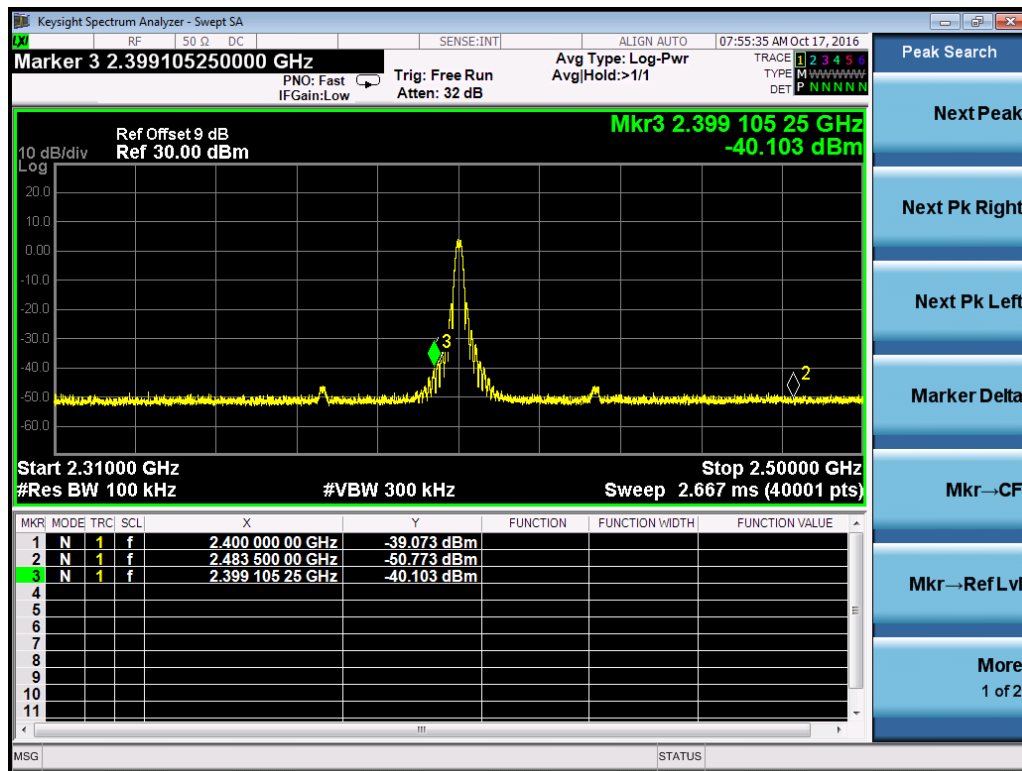 Keysight Spectrum Analyzer - Swept SA
LXI RF 50 Ω DC SENSE:INT ALIGN AUTO 07:55:35 AM Oct 17, 2016
Marker 3 2.399105250000 GHz
PNO: Fast
IFGain:Low
Trig: Free Run
Atten: 32 dB
Avg Type: Log-Pwr
Avg|Hold:>1/1
TRACE 1 2 3 4 5 6
TYPE M WWWWW
DET P N N N N N
Peak Search
Next Peak
Next Pk Right
Next Pk Left
Marker Delta
Mkr→CF
Mkr→Ref Lvl
More
1 of 2
Mkr3 2.399 105 25 GHz
-40.103 dBm
Ref Offset 9 dB
10 dB/div Ref 30.00 dBm
Log
20.0
10.0
0.00
-10.0
-20.0
-30.0
-40.0
-50.0
-60.0
3
2
Start 2.31000 GHz Stop 2.50000 GHz
#Res BW 100 kHz #VBW 300 kHz Sweep 2.667 ms (40001 pts)
MKR MODE TRC SCL X Y FUNCTION FUNCTION WIDTH FUNCTION VALUE
1 N 1 f 2.400 000 00 GHz -39.073 dBm
2 N 1 f 2.483 500 00 GHz -50.773 dBm
3 N 1 f 2.399 105 25 GHz -40.103 dBm
4
5
6
7
8
9
10
11
MSG STATUS